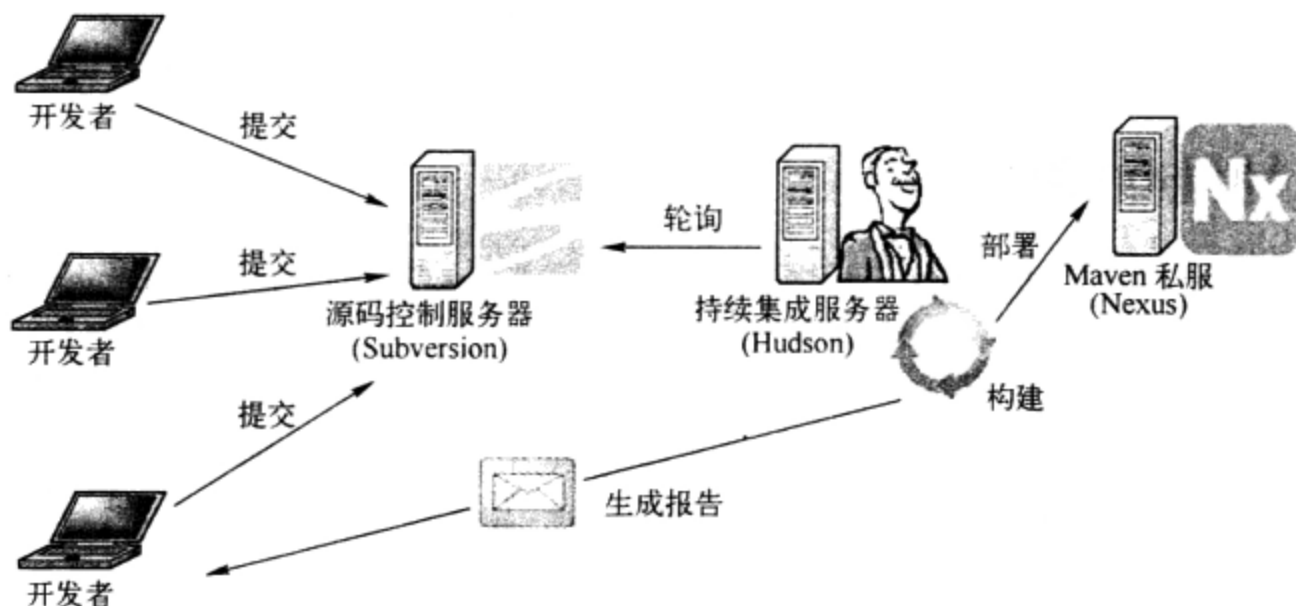 开发者
提交
开发者
提交
开发者
提交
源码控制服务器
(Subversion)
轮询
持续集成服务器
(Hudson)
构建
部署
Nx
Maven 私服
(Nexus)
生成报告